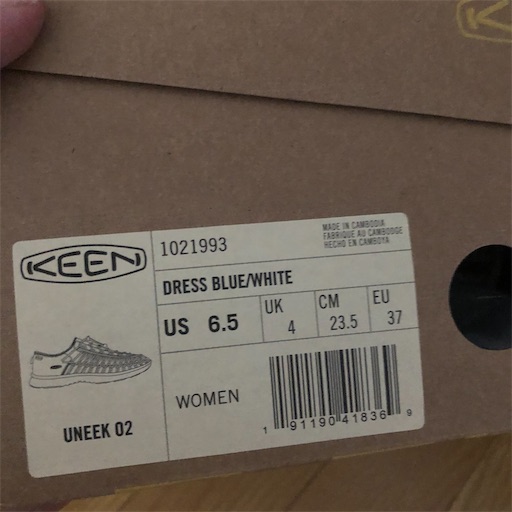 K
KEEN
UNEEK 02
1021993
MADE IN CAMBODIA
FABRIQUE AU CAMBODGE
HECHO EN CAMBOYA
DRESS BLUE/WHITE
US 6.5
UK 4
CM 23.5
EU 37
WOMEN
1 91190 41836 9